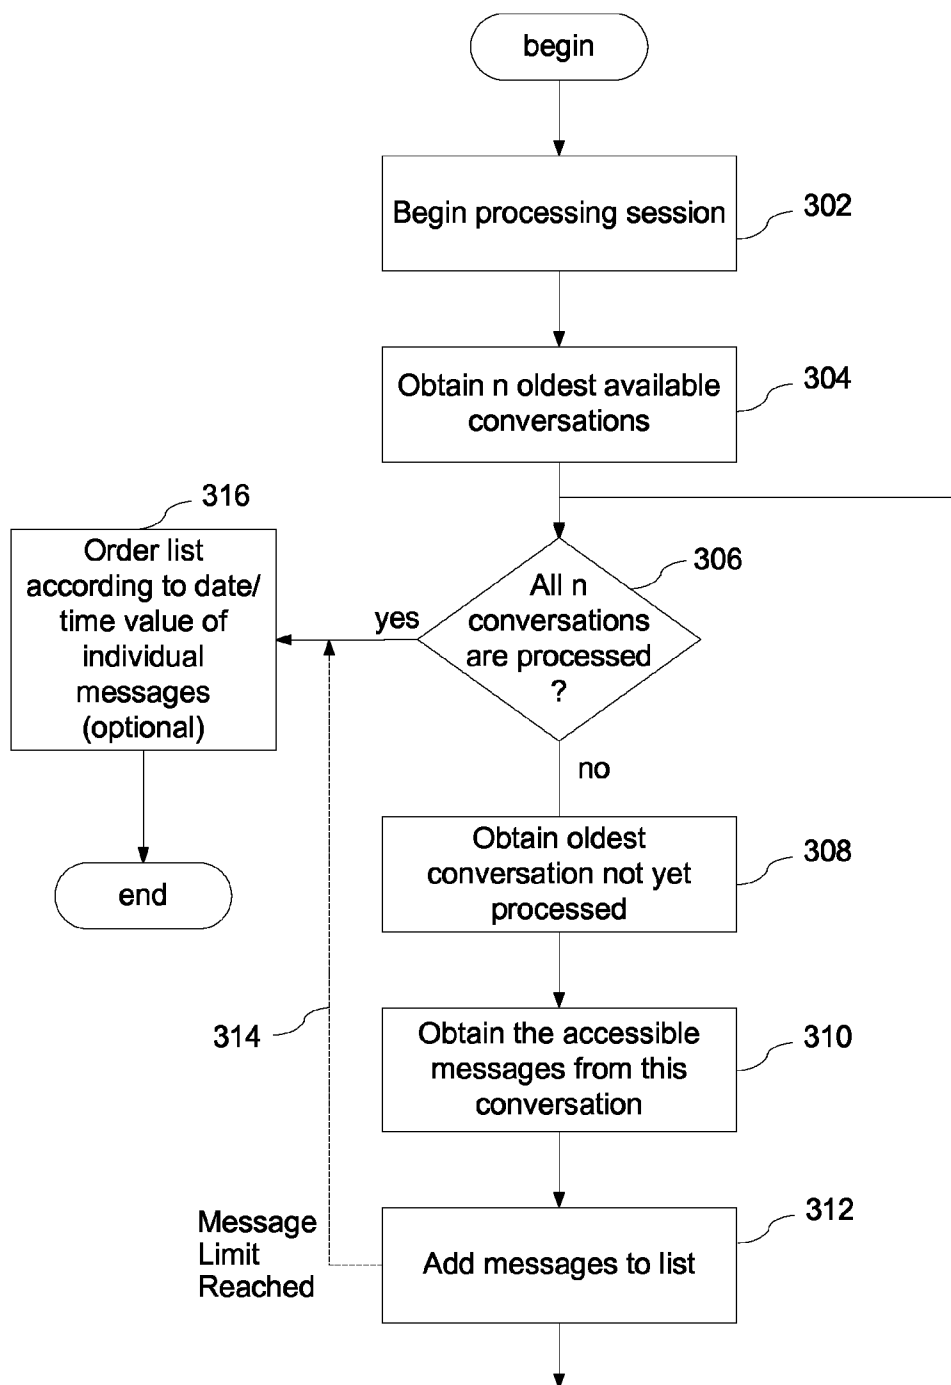 begin
Begin processing session
302
Obtain n oldest available
conversations
304
316
Order list
according to date/
time value of
individual
messages
(optional)
306
All n
conversations
are processed
?
yes
no
end
Obtain oldest
conversation not yet
processed
308
314
Obtain the accessible
messages from this
conversation
310
Message
Limit
Reached
Add messages to list
312